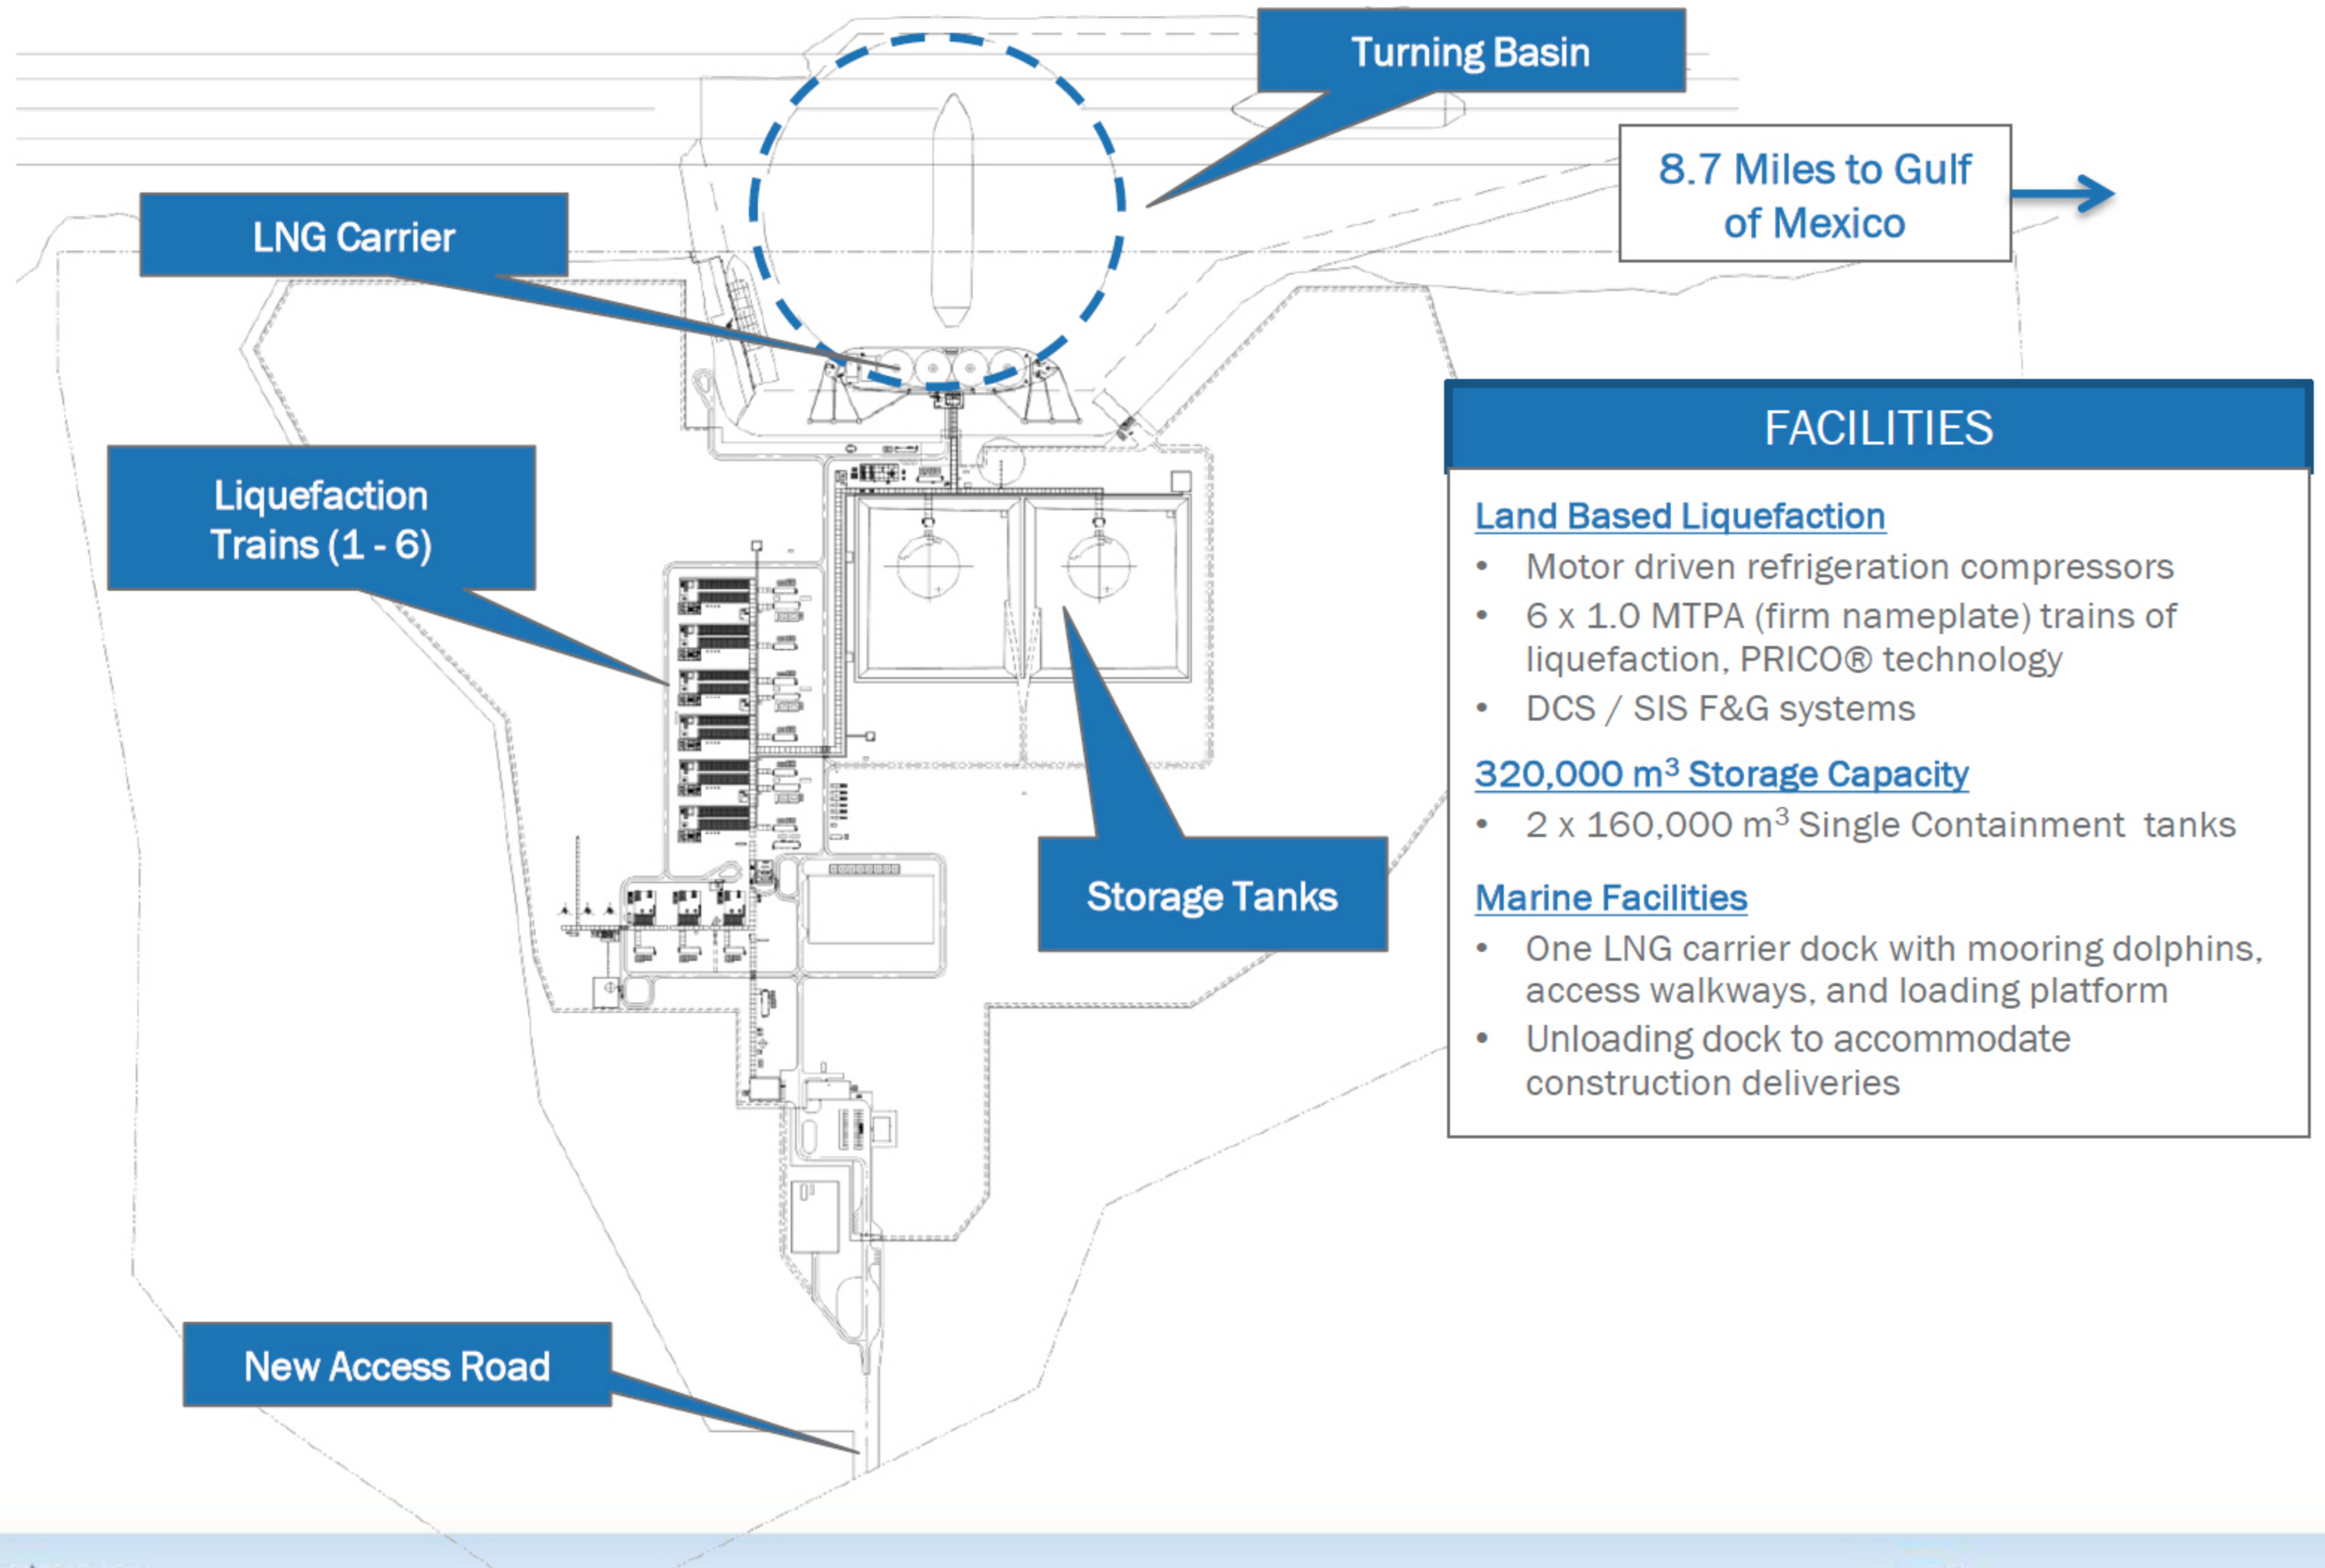 Turning Basin
8.7 Miles to Gulf
of Mexico
LNG Carrier
Liquefaction
Trains (1 - 6)
Storage Tanks
New Access Road
FACILITIES
Land Based Liquefaction
• Motor driven refrigeration compressors
• 6 x 1.0 MTPA (firm nameplate) trains of
liquefaction, PRICO® technology
• DCS / SIS F&G systems
320,000 m³ Storage Capacity
• 2 x 160,000 m³ Single Containment tanks
Marine Facilities
• One LNG carrier dock with mooring dolphins,
access walkways, and loading platform
• Unloading dock to accommodate
construction deliveries